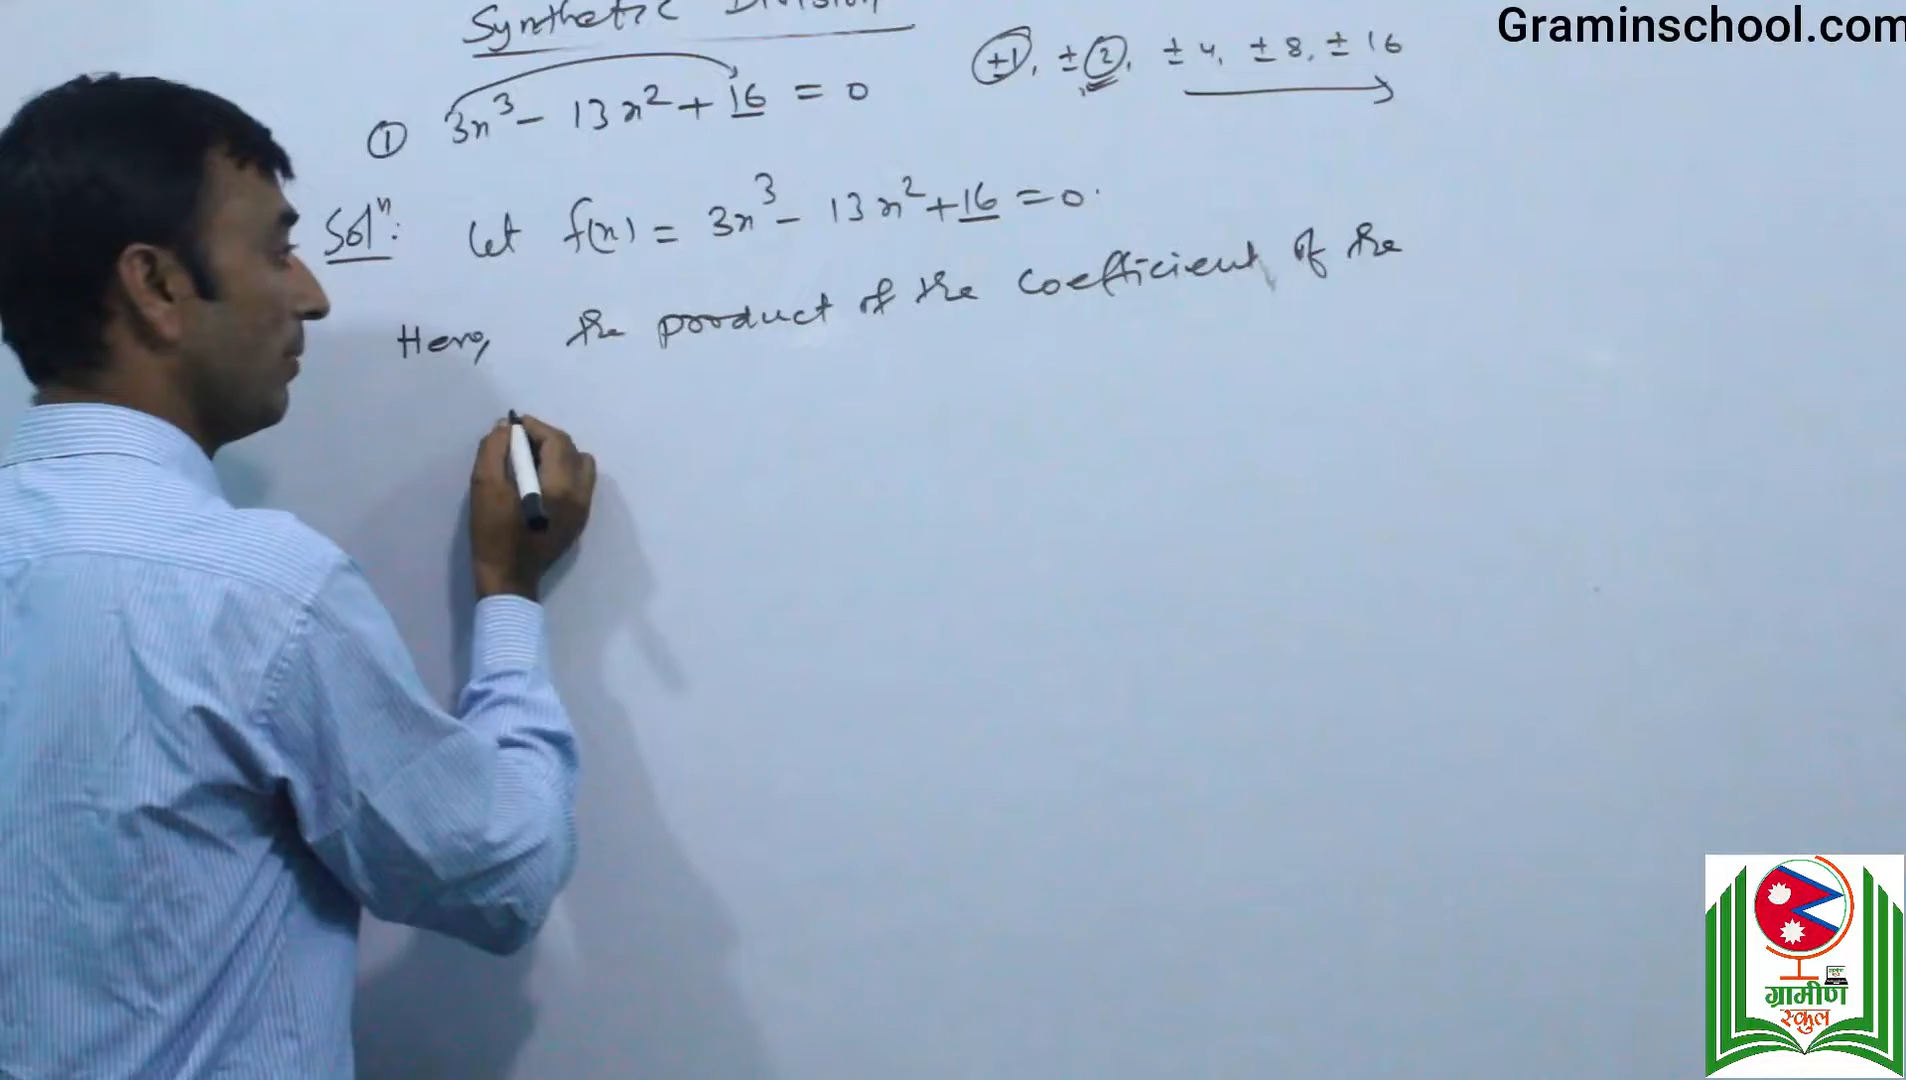 Graminschool.com
Synthetic Division
±1, ±2, ±4, ±8, ±16
① 3x³ - 13x² + 16 = 0
Solⁿ: Let f(x) = 3x³ - 13x² + 16 = 0.
Here, the product of the coefficient of the
ग्रामीण
स्कुल